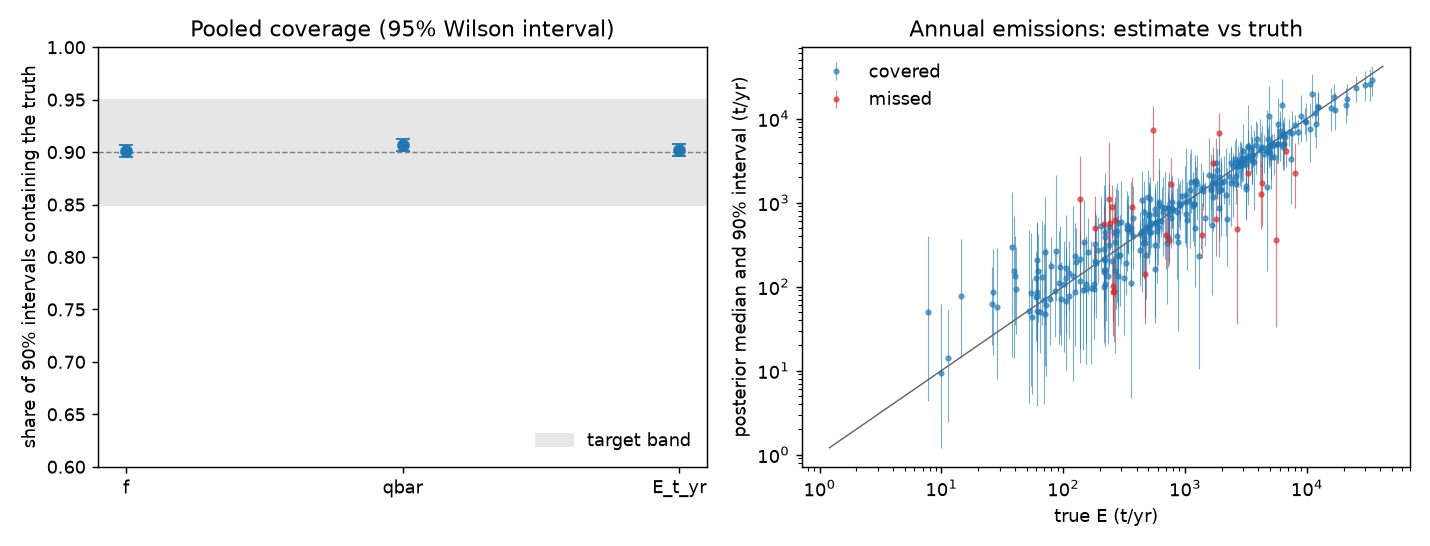 Pooled coverage (95% Wilson interval)
share of 90% intervals containing the truth
1.00
0.95
0.90
0.85
0.80
0.75
0.70
0.65
0.60
target band
f
qbar
E_t_yr
Annual emissions: estimate vs truth
posterior median and 90% interval (t/yr)
covered
missed
10⁴
10³
10²
10¹
10⁰
10⁰
10¹
10²
10³
10⁴
true E (t/yr)